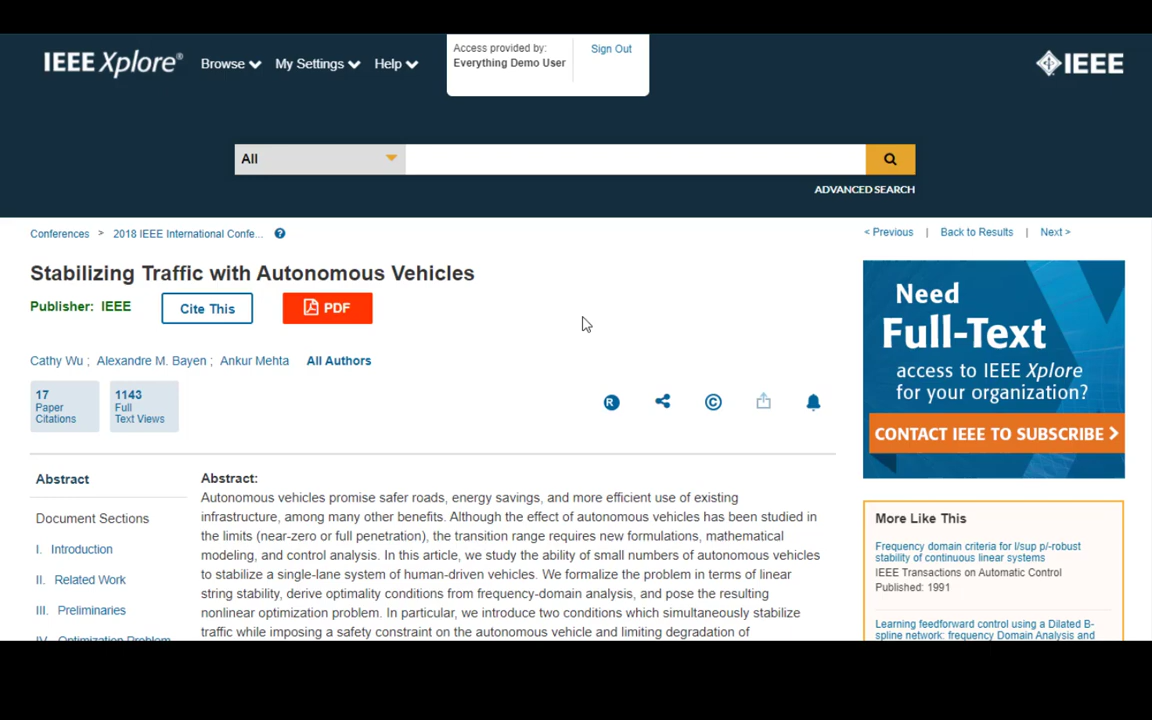 IEEE Xplore®
Browse
My Settings
Help
Access provided by:
Everything Demo User
Sign Out
IEEE
All
ADVANCED SEARCH
Conferences > 2018 IEEE International Confe... ?
< Previous | Back to Results | Next >
Stabilizing Traffic with Autonomous Vehicles
Publisher: IEEE
Cite This
PDF
Cathy Wu ; Alexandre M. Bayen ; Ankur Mehta All Authors
17
Paper
Citations
1143
Full
Text Views
R
©
Need
Full-Text
access to IEEE Xplore
for your organization?
CONTACT IEEE TO SUBSCRIBE >
Abstract
Document Sections
I. Introduction
II. Related Work
III. Preliminaries
IV. Optimization Problem
Abstract:
Autonomous vehicles promise safer roads, energy savings, and more efficient use of existing
infrastructure, among many other benefits. Although the effect of autonomous vehicles has been studied in
the limits (near-zero or full penetration), the transition range requires new formulations, mathematical
modeling, and control analysis. In this article, we study the ability of small numbers of autonomous vehicles
to stabilize a single-lane system of human-driven vehicles. We formalize the problem in terms of linear
string stability, derive optimality conditions from frequency-domain analysis, and pose the resulting
nonlinear optimization problem. In particular, we introduce two conditions which simultaneously stabilize
traffic while imposing a safety constraint on the autonomous vehicle and limiting degradation of
More Like This
Frequency domain criteria for l/sup p/-robust
stability of continuous linear systems
IEEE Transactions on Automatic Control
Published: 1991
Learning feedforward control using a Dilated B-
spline network: frequency Domain Analysis and